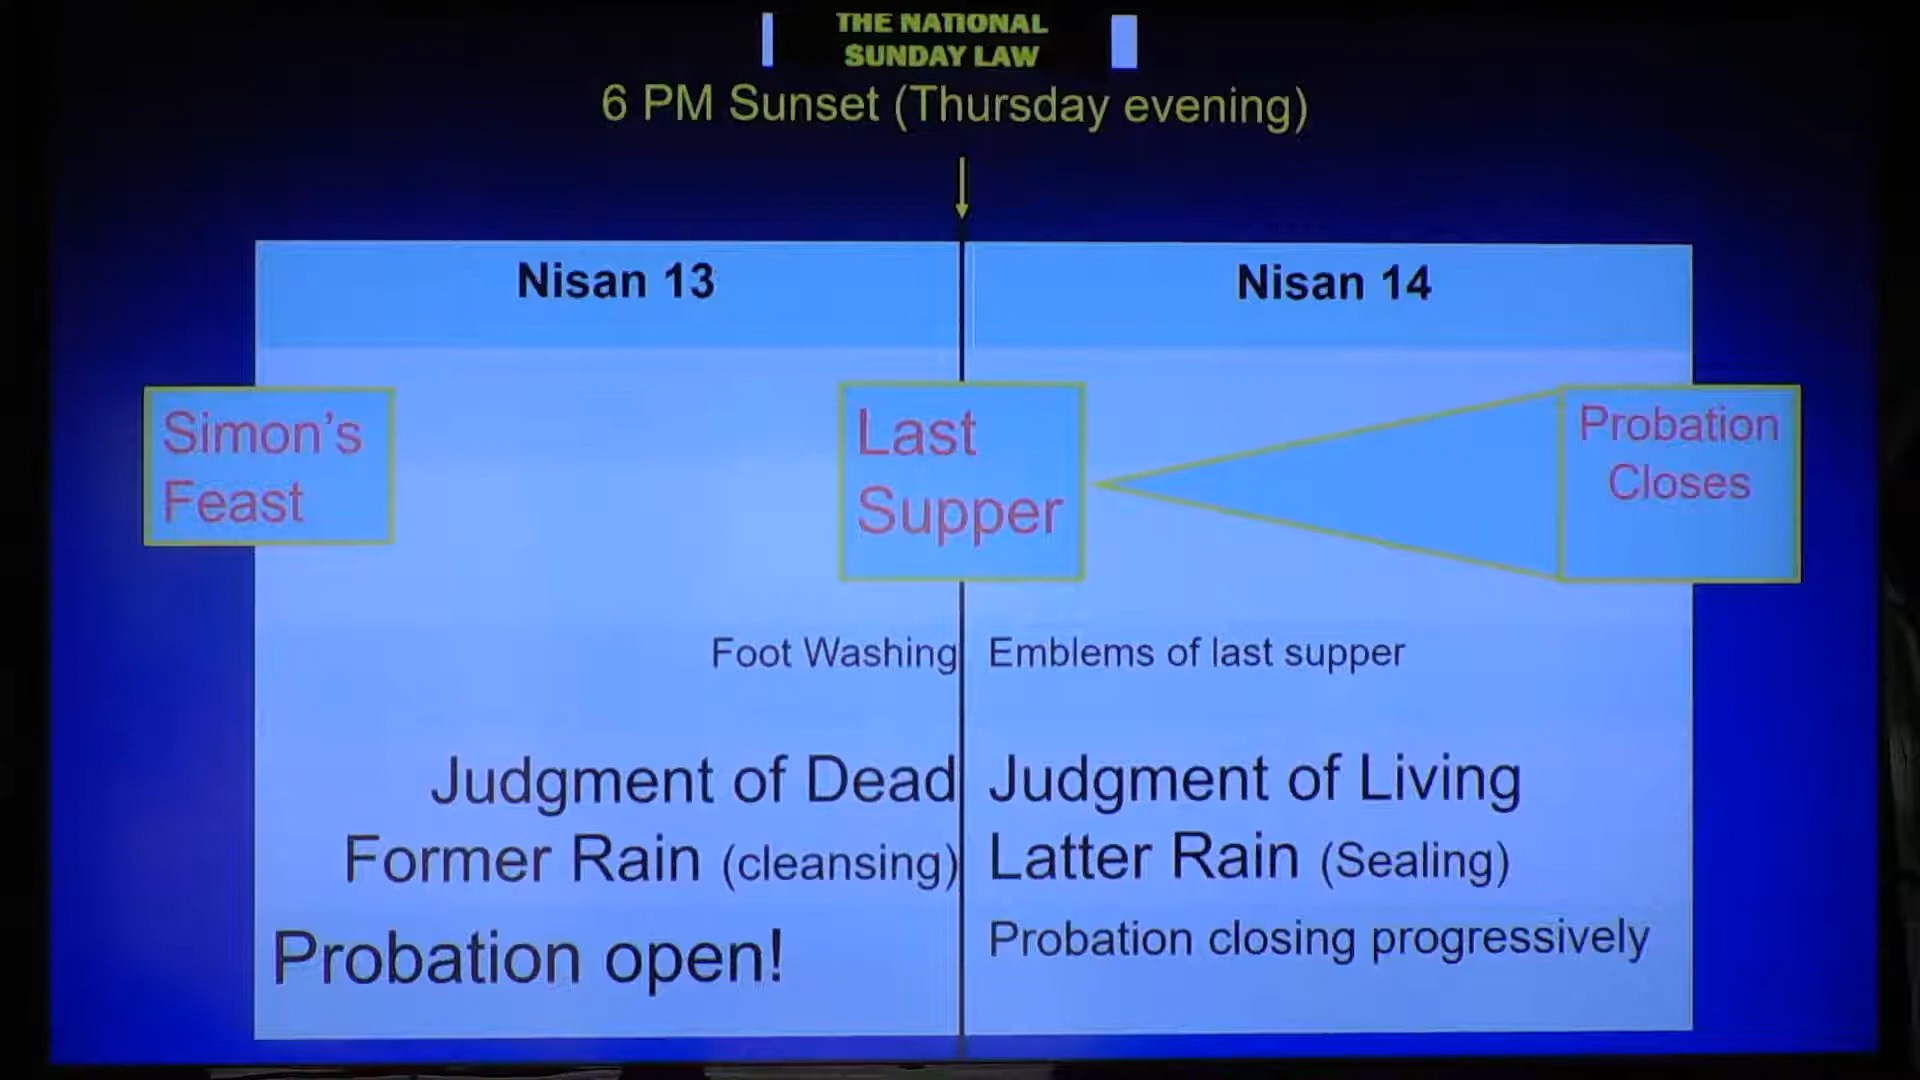 THE NATIONAL
SUNDAY LAW
6 PM Sunset (Thursday evening)
Nisan 13
Nisan 14
Simon's
Feast
Last
Supper
Probation
Closes
Foot Washing
Emblems of last supper
Judgment of Dead
Judgment of Living
Former Rain (cleansing)
Latter Rain (Sealing)
Probation open!
Probation closing progressively